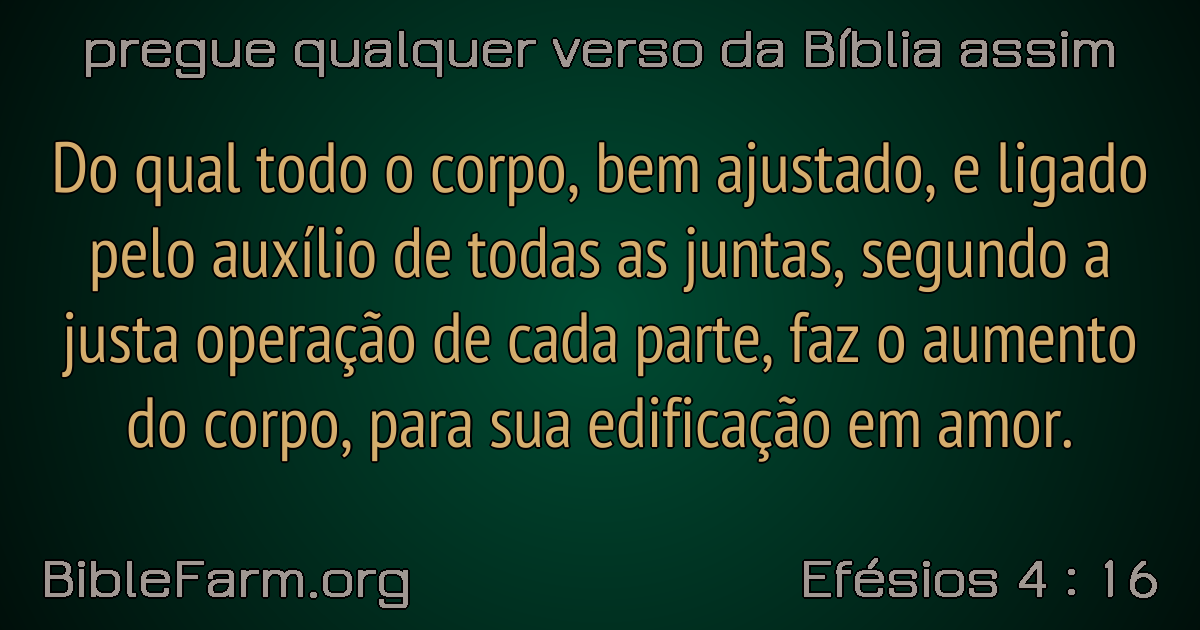 pregue qualquer verso da Bíblia assim
Do qual todo o corpo, bem ajustado, e ligado
pelo auxílio de todas as juntas, segundo a
justa operação de cada parte, faz o aumento
do corpo, para sua edificação em amor.
BibleFarm.org
Efésios 4 : 16